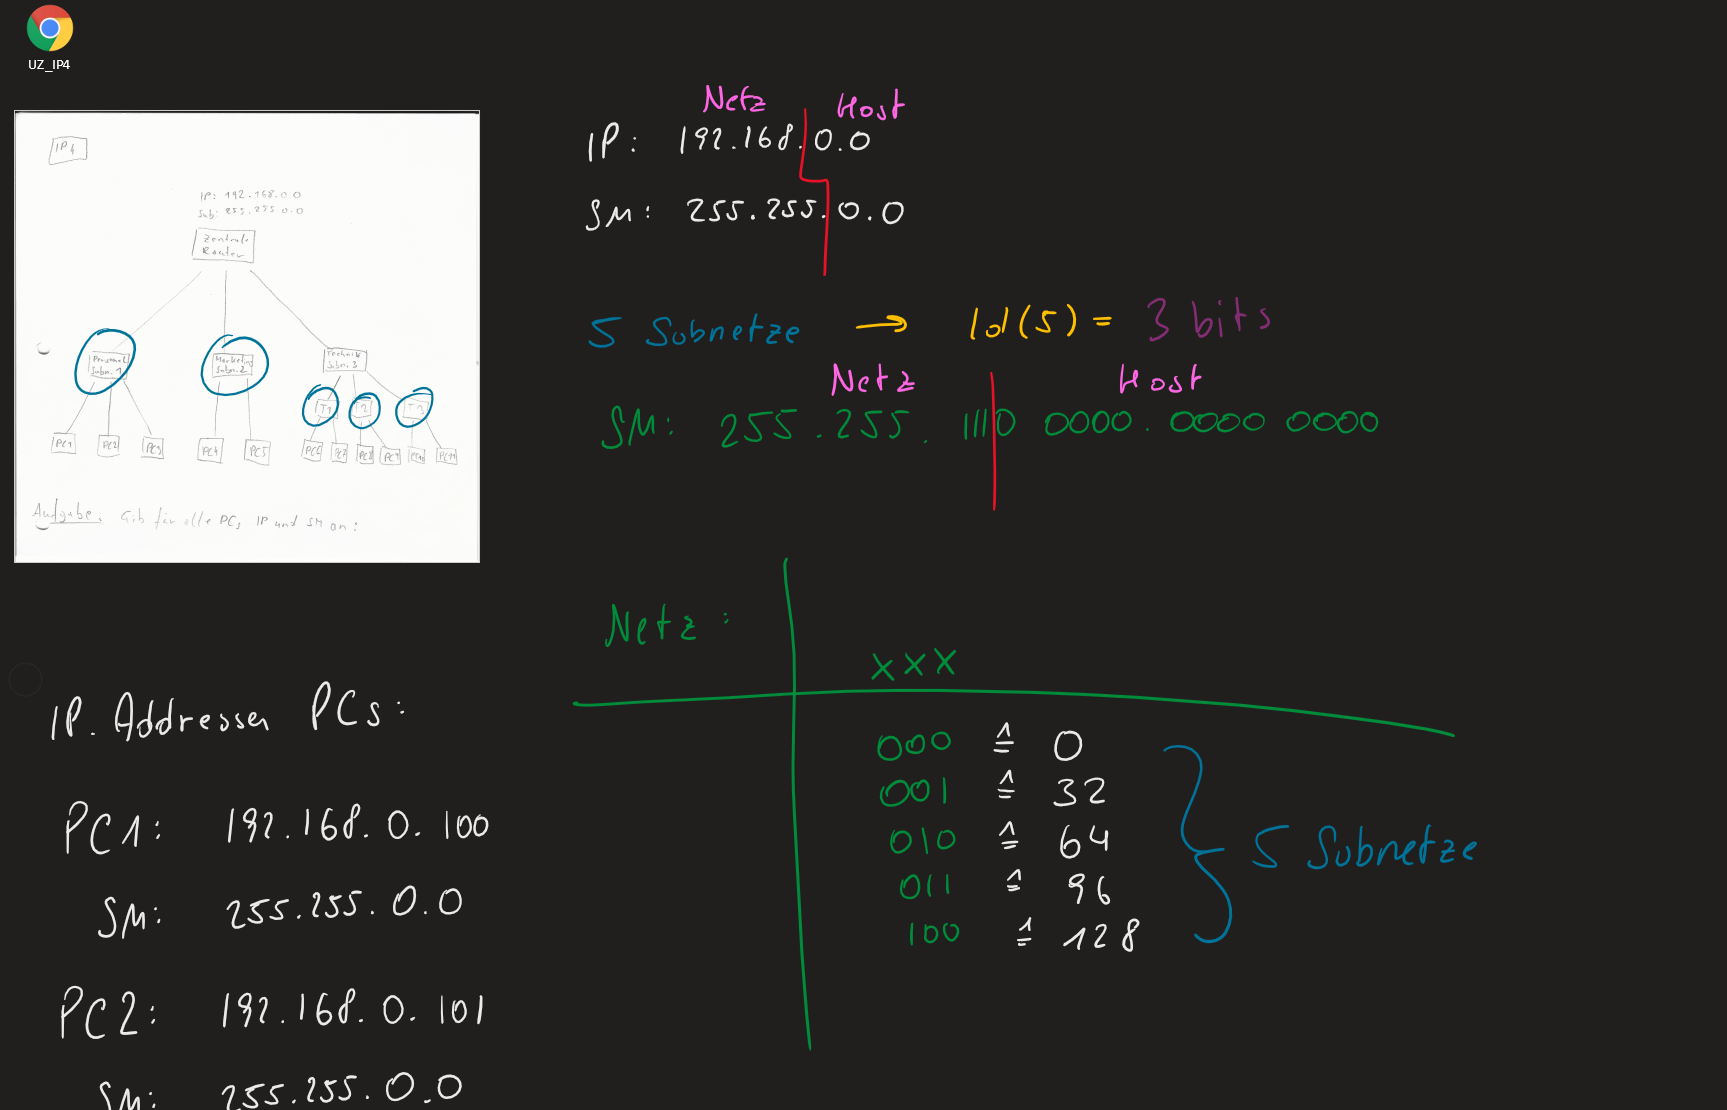 UZ_IP4
IP4
IP: 192.168.0.0
Sub: 255.255.0.0
Zentrale
Router
Personal
Subn. 1
Marketing
Subn. 2
Technik
Subn. 3
T1
T2
T3
PC1
PC2
PC3
PC4
PC5
PC6
PC7
PC8
PC9
PC10
PC11
Aufgabe: Gib für alle PCs IP und SM an:
Netz Host
IP: 192.168.0.0
SM: 255.255.0.0
5 Subnetze → ld(5) = 3 bits
Netz Host
SM: 255.255.1110 0000.0000 0000
Netz:
XXX
000 ≙ 0
001 ≙ 32
010 ≙ 64
011 ≙ 96
100 ≙ 128
5 Subnetze
IP-Addressen PCs:
PC1: 192.168.0.100
SM: 255.255.0.0
PC2: 192.168.0.101
SM: 255.255.0.0